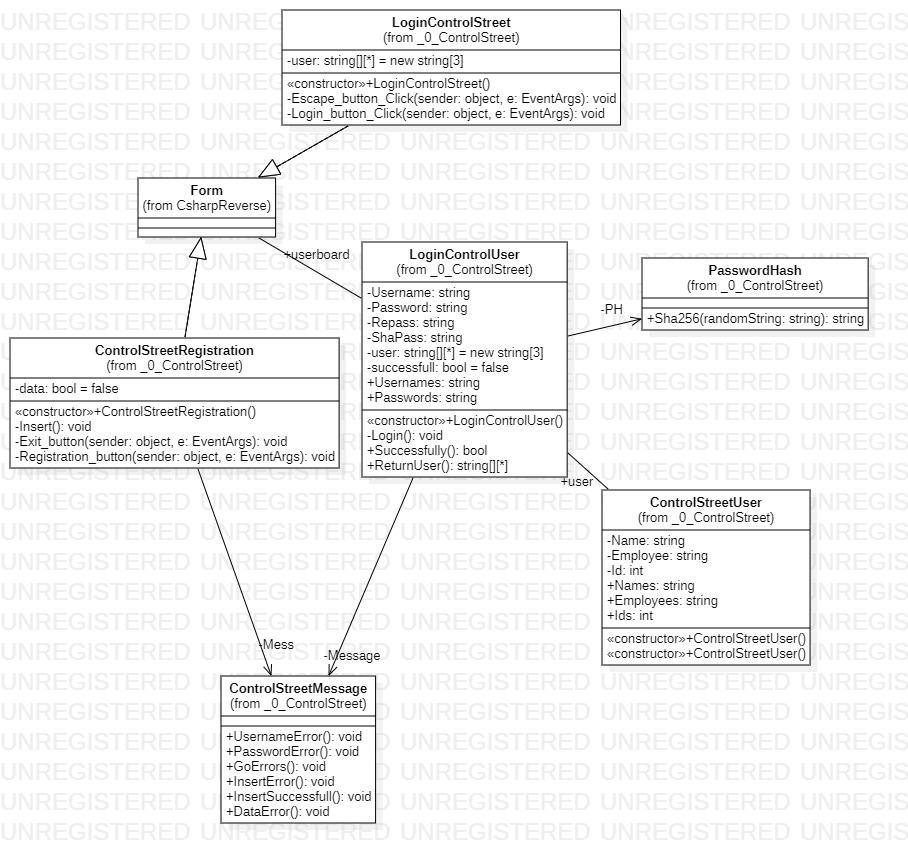 LoginControlStreet
(from _0_ControlStreet)
-user: string[][*] = new string[3]
«constructor»+LoginControlStreet()
-Escape_button_Click(sender: object, e: EventArgs): void
-Login_button_Click(sender: object, e: EventArgs): void
Form
(from CsharpReverse)
+userboard
LoginControlUser
(from _0_ControlStreet)
-Username: string
-Password: string
-Repass: string
-ShaPass: string
-user: string[][*] = new string[3]
-successfull: bool = false
+Usernames: string
+Passwords: string
«constructor»+LoginControlUser()
-Login(): void
+Successfully(): bool
+ReturnUser(): string[][*]
-PH
PasswordHash
(from _0_ControlStreet)
+Sha256(randomString: string): string
ControlStreetRegistration
(from _0_ControlStreet)
-data: bool = false
«constructor»+ControlStreetRegistration()
-Insert(): void
-Exit_button(sender: object, e: EventArgs): void
-Registration_button(sender: object, e: EventArgs): void
+user
ControlStreetUser
(from _0_ControlStreet)
-Name: string
-Employee: string
-Id: int
+Names: string
+Employees: string
+Ids: int
«constructor»+ControlStreetUser()
«constructor»+ControlStreetUser()
-Mess
-Message
ControlStreetMessage
(from _0_ControlStreet)
+UsernameError(): void
+PasswordError(): void
+GoErrors(): void
+InsertError(): void
+InsertSuccessfull(): void
+DataError(): void
UNREGISTERED